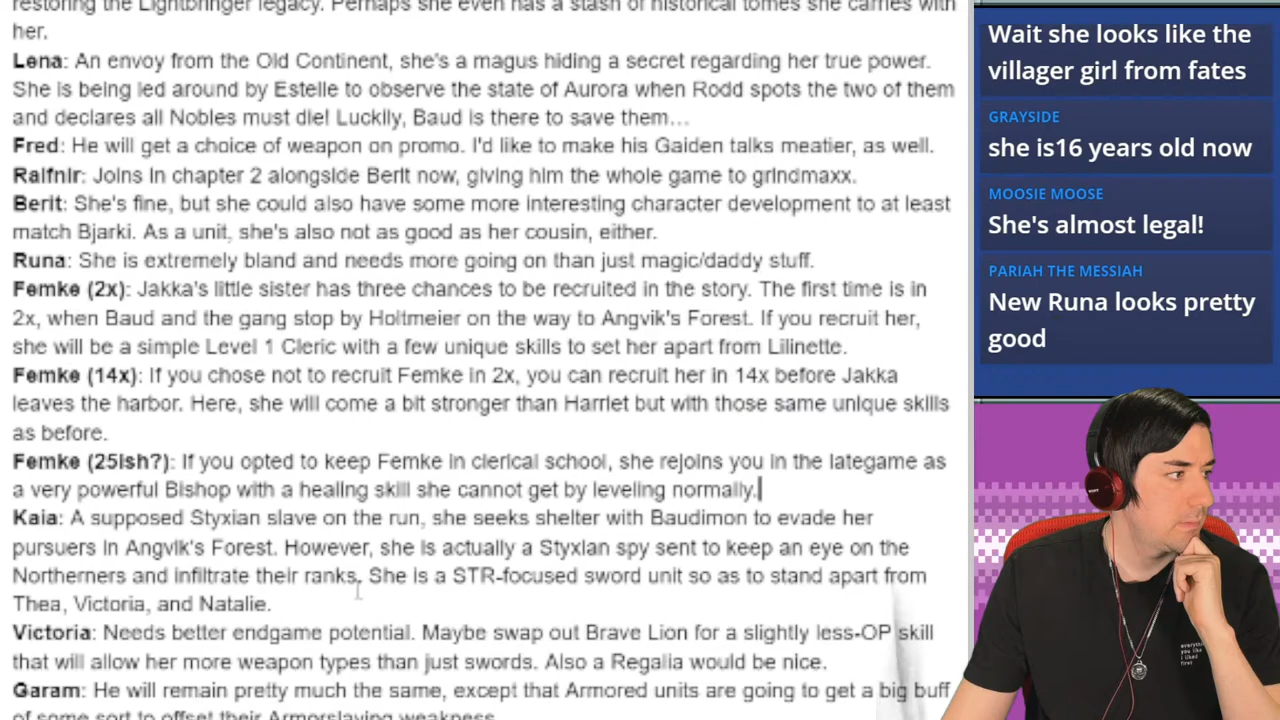 restoring the Lightbringer legacy. Perhaps she even has a stash of historical tomes she carries with
her.
Lena: An envoy from the Old Continent, she's a magus hiding a secret regarding her true power.
She is being led around by Estelle to observe the state of Aurora when Rodd spots the two of them
and declares all Nobles must die! Luckily, Baud is there to save them…
Fred: He will get a choice of weapon on promo. I'd like to make his Gaiden talks meatier, as well.
Ralfnir: Joins in chapter 2 alongside Berit now, giving him the whole game to grindmaxx.
Berit: She's fine, but she could also have some more interesting character development to at least
match Bjarki. As a unit, she's also not as good as her cousin, either.
Runa: She is extremely bland and needs more going on than just magic/daddy stuff.
Femke (2x): Jakka's little sister has three chances to be recruited in the story. The first time is in
2x, when Baud and the gang stop by Holtmeier on the way to Angvik's Forest. If you recruit her,
she will be a simple Level 1 Cleric with a few unique skills to set her apart from Lilinette.
Femke (14x): If you chose not to recruit Femke in 2x, you can recruit her in 14x before Jakka
leaves the harbor. Here, she will come a bit stronger than Harriet but with those same unique skills
as before.
Femke (25ish?): If you opted to keep Femke in clerical school, she rejoins you in the lategame as
a very powerful Bishop with a healing skill she cannot get by leveling normally.
Kaia: A supposed Styxian slave on the run, she seeks shelter with Baudimon to evade her
pursuers in Angvik's Forest. However, she is actually a Styxian spy sent to keep an eye on the
Northerners and infiltrate their ranks. She is a STR-focused sword unit so as to stand apart from
Thea, Victoria, and Natalie.
Victoria: Needs better endgame potential. Maybe swap out Brave Lion for a slightly less-OP skill
that will allow her more weapon types than just swords. Also a Regalia would be nice.
Garam: He will remain pretty much the same, except that Armored units are going to get a big buff
of some sort to offset their Armorslaying weakness.
Wait she looks like the
villager girl from fates
GRAYSIDE
she is16 years old now
MOOSIE MOOSE
She's almost legal!
PARIAH THE MESSIAH
New Runa looks pretty
good
everything
you like
I liked
first
SONY